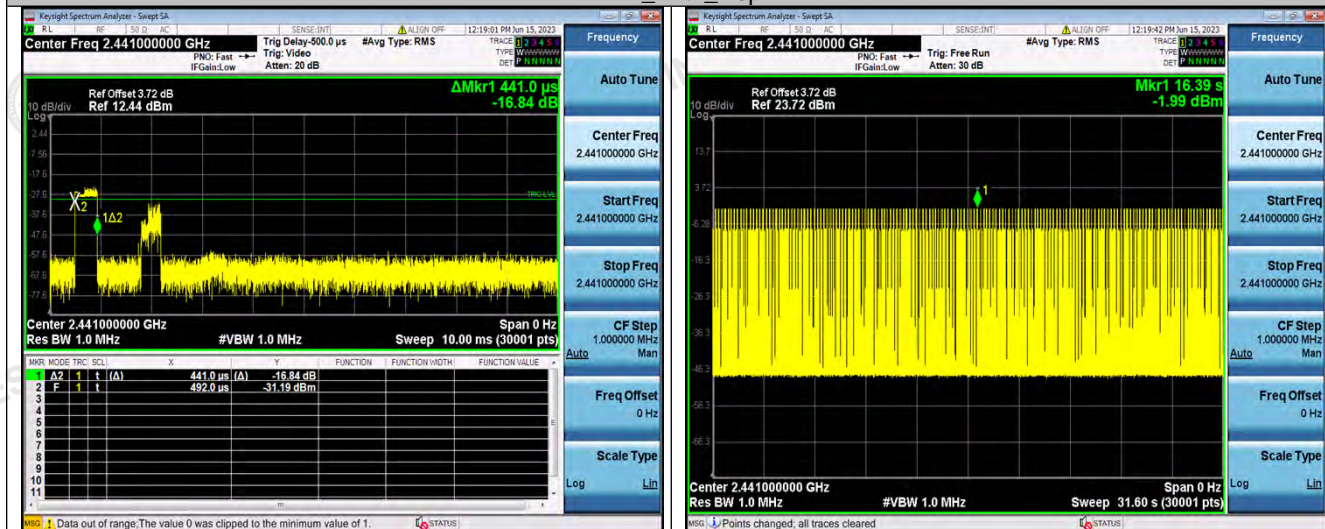 Keysight Spectrum Analyzer - Swept SA
RL RF 50 Ω AC SENSE:INT ALIGN OFF 12:19:01 PM Jun 15, 2023
Center Freq 2.441000000 GHz
PNO: Fast
IFGain:Low
Trig Delay-500.0 µs
Trig: Video
Atten: 20 dB
#Avg Type: RMS
TRACE 1 2 3 4 5 6
TYPE W
DET P N N N N N
Ref Offset 3.72 dB
10 dB/div Ref 12.44 dBm
Log
ΔMkr1 441.0 µs
-16.84 dB
2.44
-7.56
-17.6
-27.6
-37.6
-47.6
-57.6
-67.6
-77.6
TRIG LVL
2
1Δ2
Center 2.441000000 GHz Span 0 Hz
Res BW 1.0 MHz #VBW 1.0 MHz Sweep 10.00 ms (30001 pts)
MKR MODE TRC SCL X Y FUNCTION FUNCTION WIDTH FUNCTION VALUE
1 Δ2 1 t (Δ) 441.0 µs (Δ) -16.84 dB
2 F 1 t 492.0 µs -31.19 dBm
3
4
5
6
7
8
9
10
11
MSG Data out of range;The value 0 was clipped to the minimum value of 1. STATUS
Frequency
Auto Tune
Center Freq
2.441000000 GHz
Start Freq
2.441000000 GHz
Stop Freq
2.441000000 GHz
CF Step
1.000000 MHz
Auto Man
Freq Offset
0 Hz
Scale Type
Log Lin
Keysight Spectrum Analyzer - Swept SA
RL RF 50 Ω AC SENSE:INT ALIGN OFF 12:19:42 PM Jun 15, 2023
Center Freq 2.441000000 GHz
PNO: Fast
IFGain:Low
Trig: Free Run
Atten: 30 dB
#Avg Type: RMS
TRACE 1 2 3 4 5 6
TYPE W
DET P N N N N N
Ref Offset 3.72 dB
10 dB/div Ref 23.72 dBm
Log
Mkr1 16.39 s
-1.99 dBm
13.7
3.72
-6.28
-16.3
-26.3
-36.3
-46.3
-56.3
-66.3
1
Center 2.441000000 GHz Span 0 Hz
Res BW 1.0 MHz #VBW 1.0 MHz Sweep 31.60 s (30001 pts)
MSG Points changed; all traces cleared STATUS
Frequency
Auto Tune
Center Freq
2.441000000 GHz
Start Freq
2.441000000 GHz
Stop Freq
2.441000000 GHz
CF Step
1.000000 MHz
Auto Man
Freq Offset
0 Hz
Scale Type
Log Lin